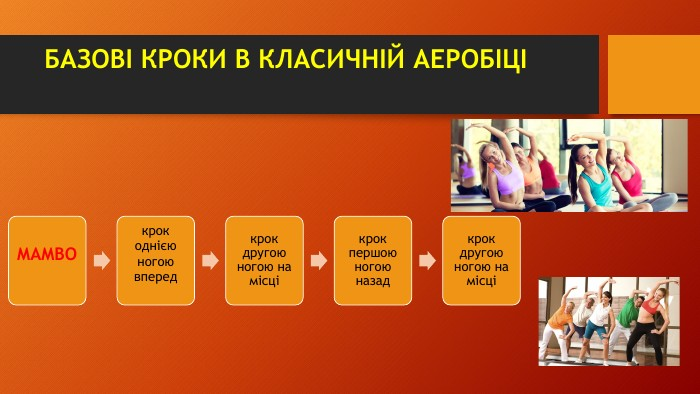 БАЗОВІ КРОКИ В КЛАСИЧНІЙ АЕРОБІЦІ
MAMBO
крок
однією
ногою
вперед
крок
другою
ногою на
місці
крок
першою
ногою
назад
крок
другою
ногою на
місці